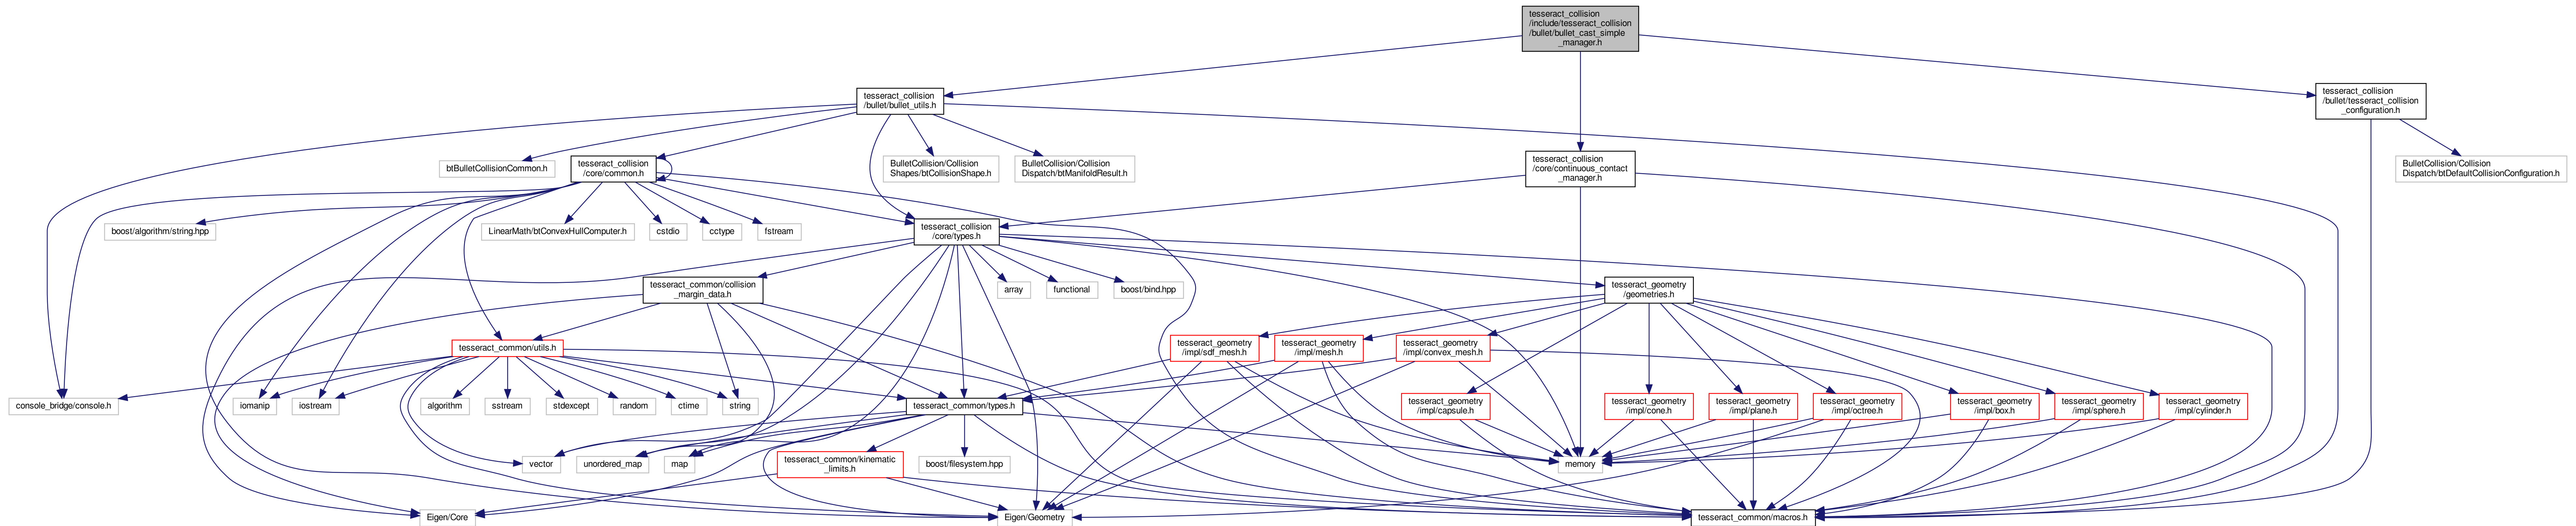 tesseract_collision
/include/tesseract_collision
/bullet/bullet_cast_simple
_manager.h
tesseract_collision
/bullet/bullet_utils.h
tesseract_collision
/bullet/tesseract_collision
_configuration.h
btBulletCollisionCommon.h
tesseract_collision
/core/common.h
BulletCollision/Collision
Shapes/btCollisionShape.h
BulletCollision/Collision
Dispatch/btManifoldResult.h
tesseract_collision
/core/continuous_contact
_manager.h
BulletCollision/Collision
Dispatch/btDefaultCollisionConfiguration.h
boost/algorithm/string.hpp
LinearMath/btConvexHullComputer.h
cstdio
cctype
fstream
tesseract_collision
/core/types.h
tesseract_common/collision
_margin_data.h
array
functional
boost/bind.hpp
tesseract_geometry
/geometries.h
tesseract_common/utils.h
tesseract_geometry
/impl/sdf_mesh.h
tesseract_geometry
/impl/mesh.h
tesseract_geometry
/impl/convex_mesh.h
console_bridge/console.h
iomanip
iostream
algorithm
sstream
stdexcept
random
ctime
string
tesseract_common/types.h
tesseract_geometry
/impl/capsule.h
tesseract_geometry
/impl/cone.h
tesseract_geometry
/impl/plane.h
tesseract_geometry
/impl/octree.h
tesseract_geometry
/impl/box.h
tesseract_geometry
/impl/sphere.h
tesseract_geometry
/impl/cylinder.h
vector
unordered_map
map
tesseract_common/kinematic
_limits.h
boost/filesystem.hpp
memory
Eigen/Core
Eigen/Geometry
tesseract_common/macros.h